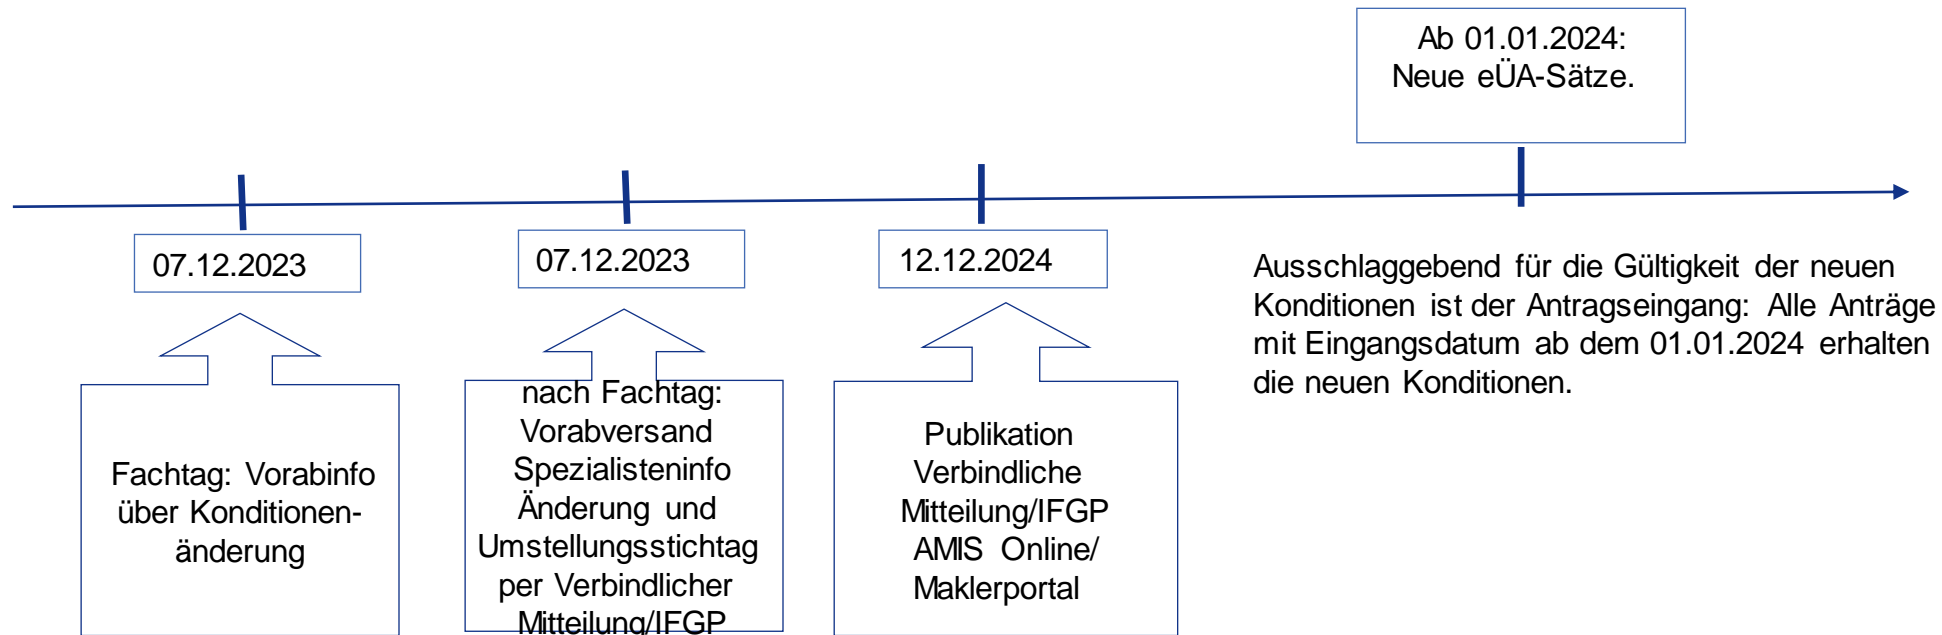 Ab 01.01.2024:
Neue eÜA-Sätze.
07.12.2023
07.12.2023
12.12.2024
Fachtag: Vorabinfo
über Konditionen-
änderung
nach Fachtag:
Vorabversand
Spezialisteninfo
Änderung und
Umstellungsstichtag
per Verbindlicher
Mitteilung/IFGP
Publikation
Verbindliche
Mitteilung/IFGP
AMIS Online/
Maklerportal
Ausschlaggebend für die Gültigkeit der neuen
Konditionen ist der Antragseingang: Alle Anträge
mit Eingangsdatum ab dem 01.01.2024 erhalten
die neuen Konditionen.